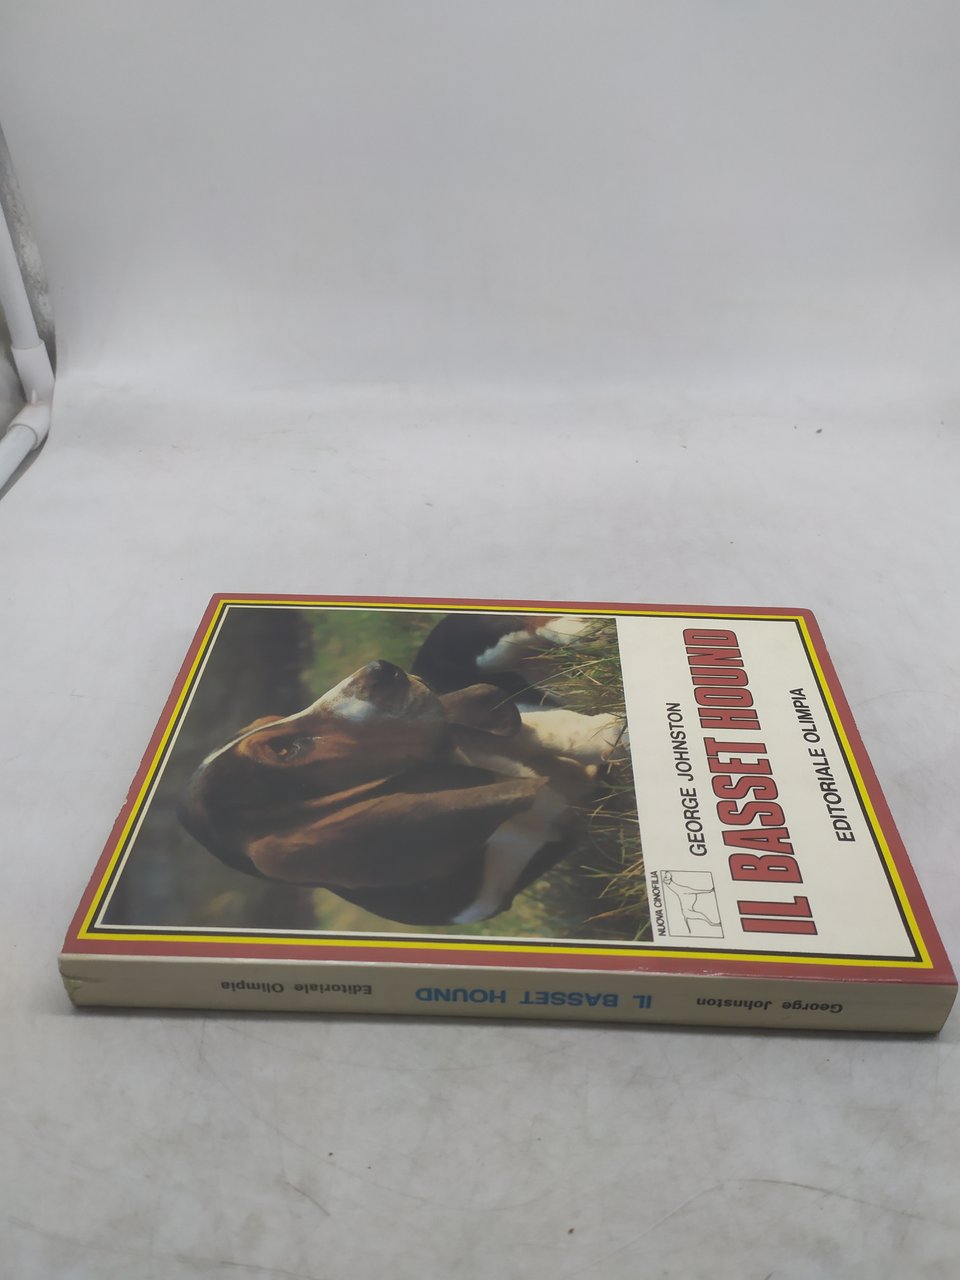 NUOVA CINOFILIA
GEORGE JOHNSTON
IL BASSET HOUND
EDITORIALE OLIMPIA
George Johnston IL BASSET HOUND Editoriale Olimpia